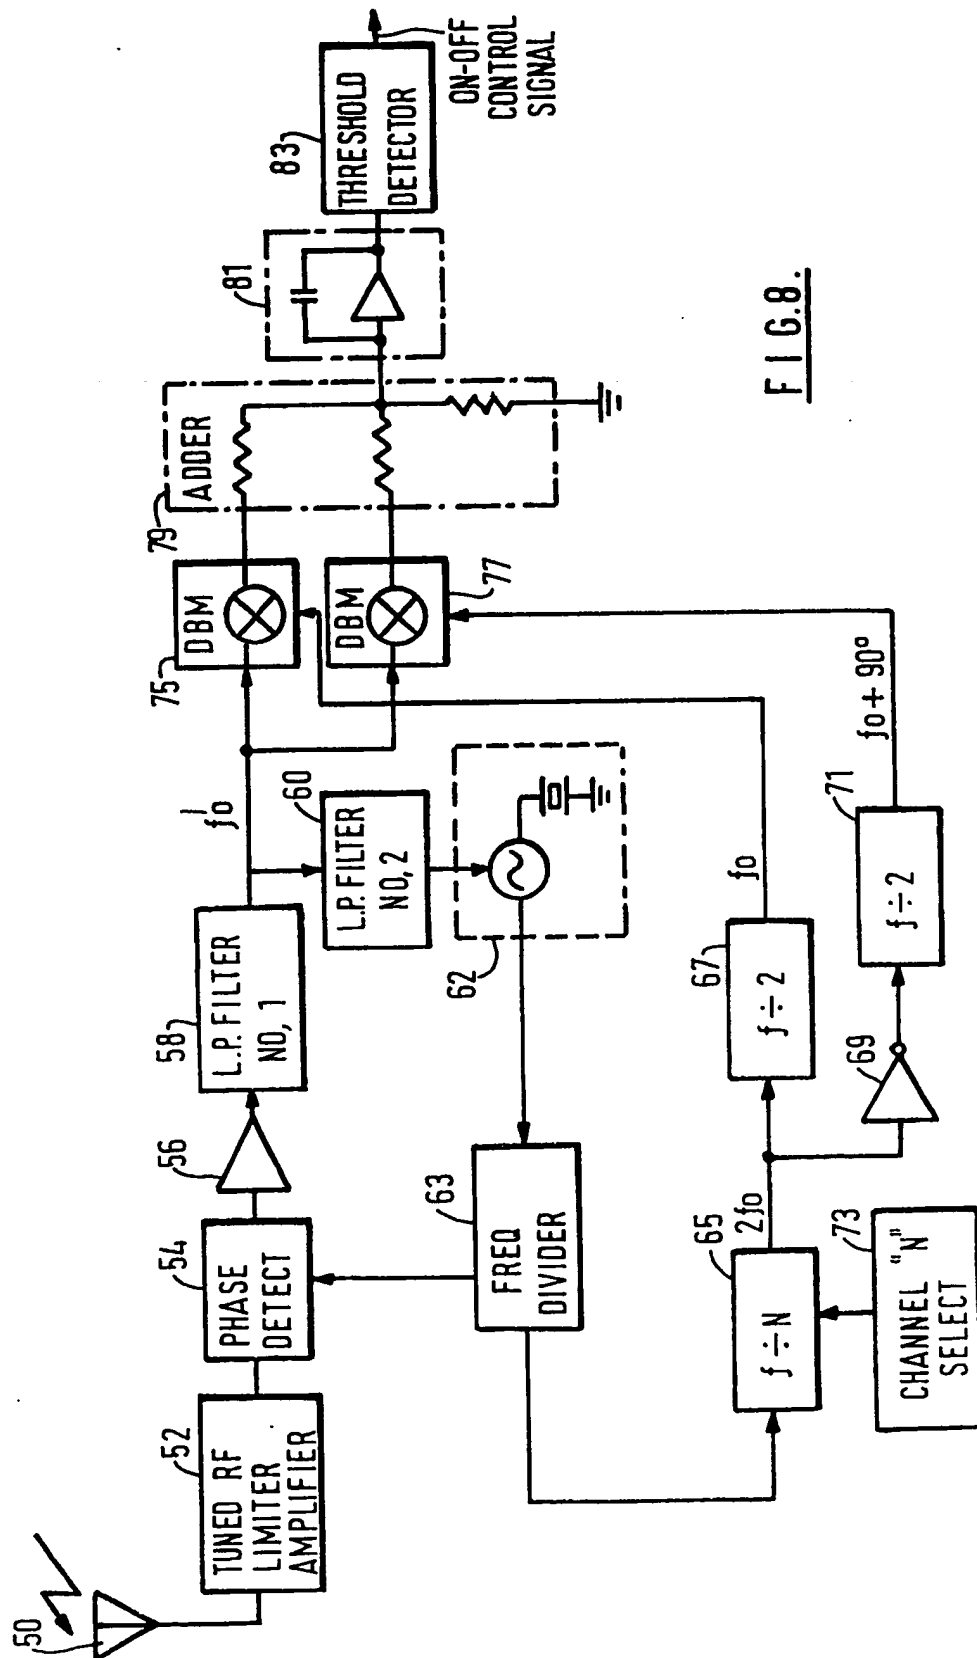 50
52
TUNED RF
LIMITER
AMPLIFIER
54
PHASE
DETECT
56
58
L.P. FILTER
NO, 1
f'o
60
L.P. FILTER
NO, 2
62
63
FREQ
DIVIDER
65
f ÷ N
2fo
73
CHANNEL "N"
SELECT
67
f ÷ 2
fo
69
71
f ÷ 2
fo + 90°
75
DBM
DBM
77
79
ADDER
81
83
THRESHOLD
DETECTOR
ON-OFF
CONTROL
SIGNAL
FIG.8.